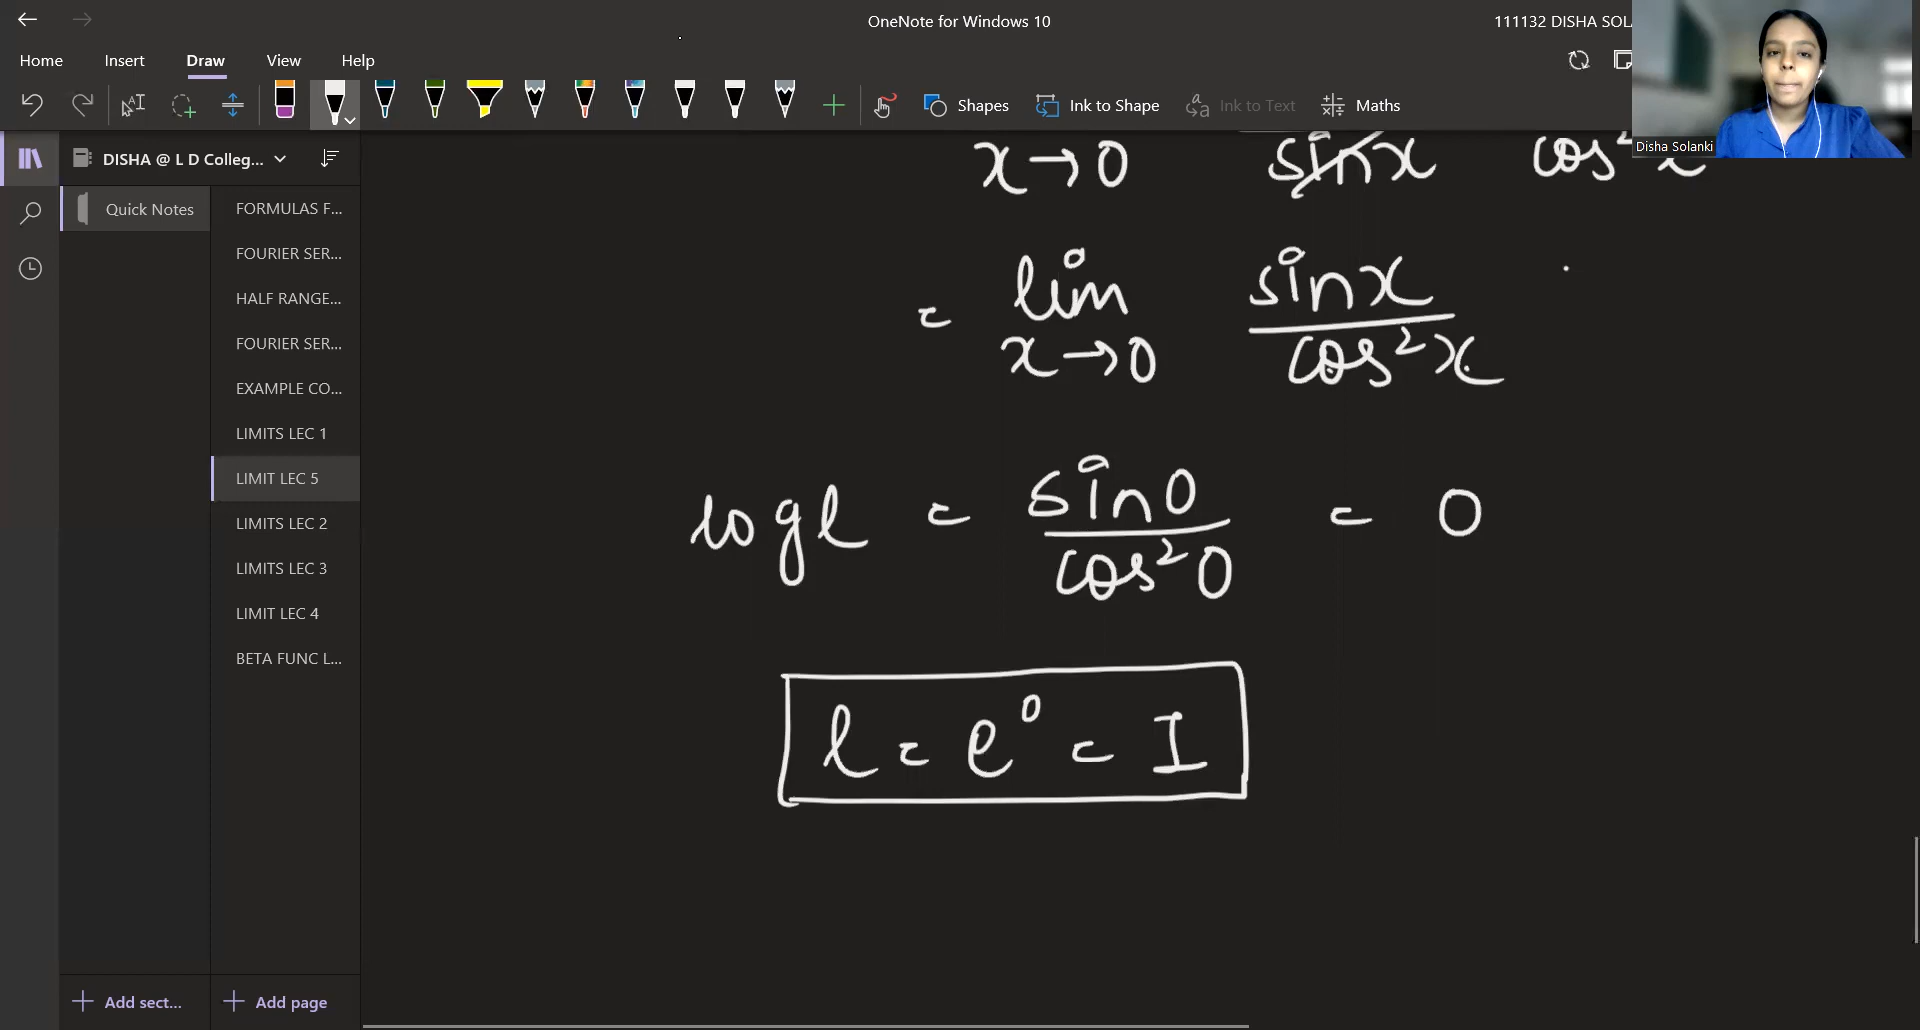 OneNote for Windows 10
111132 DISHA SOLA
Home Insert Draw View Help
Shapes Ink to Shape Ink to Text Maths
Disha Solanki
DISHA @ L D Colleg...
Quick Notes
FORMULAS F...
FOURIER SER...
HALF RANGE...
FOURIER SER...
EXAMPLE CO...
LIMITS LEC 1
LIMIT LEC 5
LIMITS LEC 2
LIMITS LEC 3
LIMIT LEC 4
BETA FUNC L...
Add sect...
Add page
x→0 sinx cos²x
= lim sinx
x→0 cos²x
log l = sin0 = 0
cos²0
l = e⁰ = 1